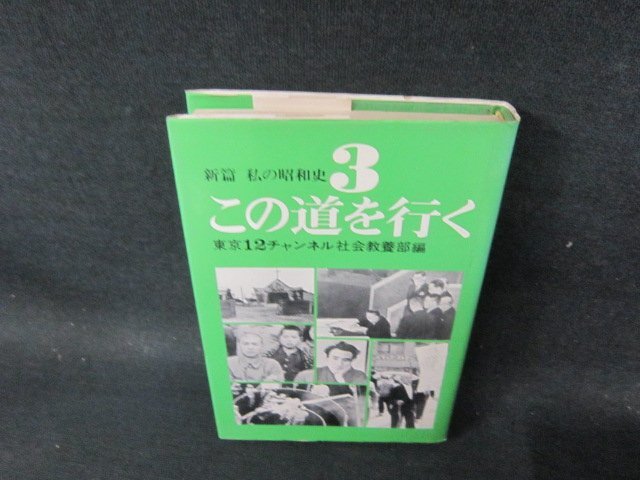 新篇 私の昭和史 3
この道を行く
東京12チャンネル社会教養部編